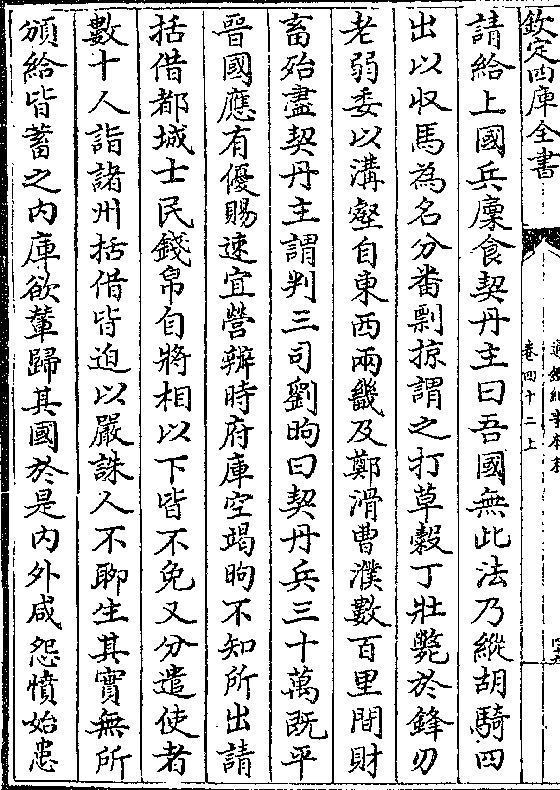 欽定四庫全書
請給上國兵廩食契丹主曰吾國無此法乃縱胡騎四
出以收馬為名分番剽掠謂之打草榖丁壯斃於鋒刃
老弱委以溝壑自東西兩畿及鄭滑曹濮數百里間財
畜殆盡契丹主謂判三司劉昫曰契丹兵三十萬既平
晉國應有優賜速宜營辦時府庫空竭昫不知所出請
括借都城士民錢帛自將相以下皆不免又分遣使者
數十人詣諸州括借皆迫以嚴誅人不聊生其實無所
頒給皆蓄之内庫欲輦歸其國於是内外咸怨憤始患
卷四十二上